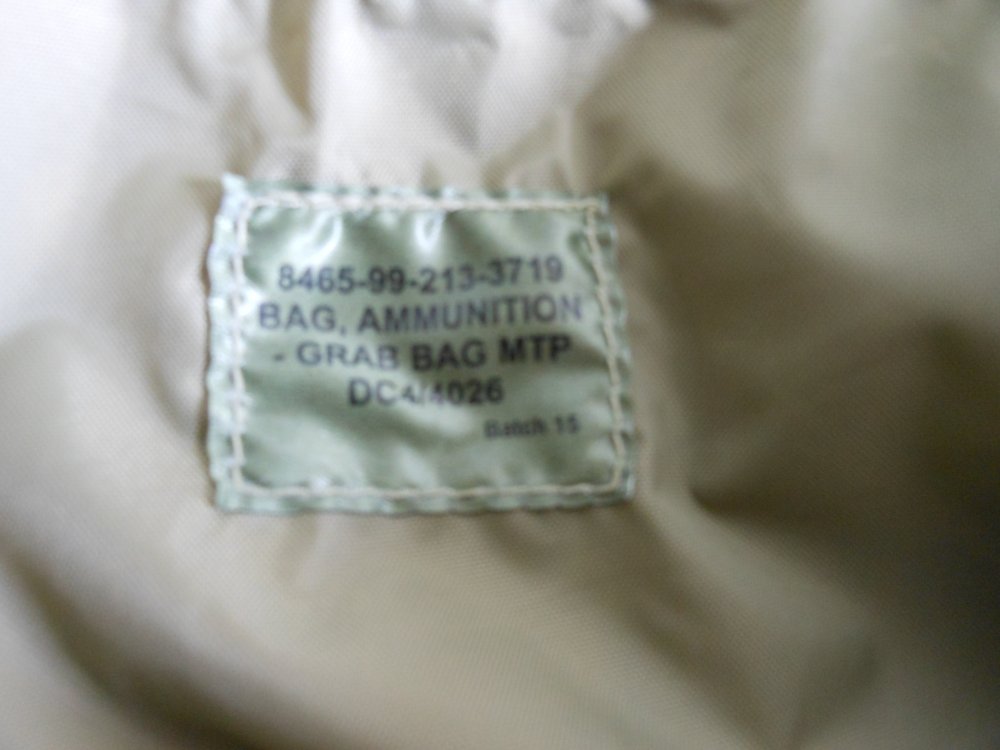 8465-99-213-3719
BAG, AMMUNITION
- GRAB BAG MTP
DC4/4026
Batch 15